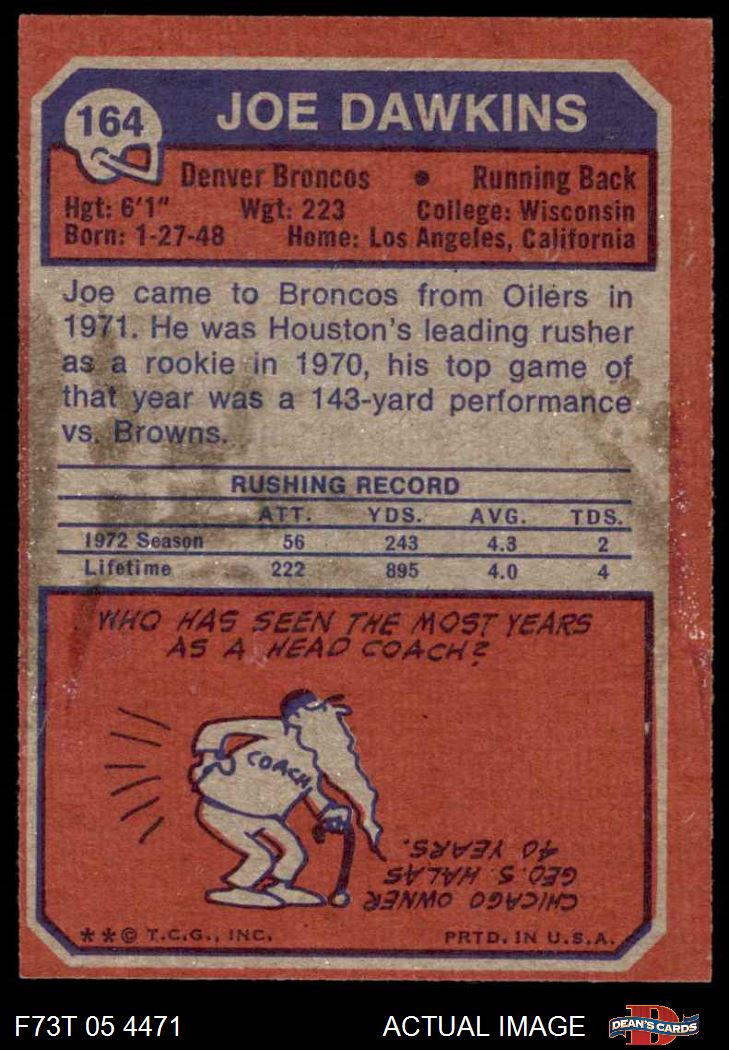 164
JOE DAWKINS
Denver Broncos • Running Back
Hgt: 6'1" Wgt: 223 College: Wisconsin
Born: 1-27-48 Home: Los Angeles, California
Joe came to Broncos from Oilers in
1971. He was Houston's leading rusher
as a rookie in 1970, his top game of
that year was a 143-yard performance
vs. Browns.
RUSHING RECORD
ATT. YDS. AVG. TDS.
1972 Season 56 243 4.3 2
Lifetime 222 895 4.0 4
WHO HAS SEEN THE MOST YEARS
AS A HEAD COACH?
COACH
CHICAGO OWNER
GEO. S. HALAS
40 YEARS.
**© T.C.G., INC. PRTD. IN U.S.A.
F73T 05 4471 ACTUAL IMAGE
D
DEAN'S CARDS